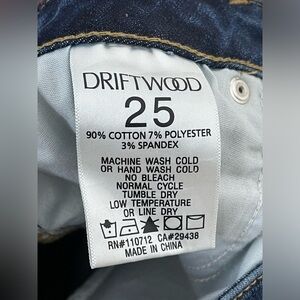 DRIFTWOOD
25
90% COTTON 7% POLYESTER
3% SPANDEX
MACHINE WASH COLD
OR HAND WASH COLD
NO BLEACH
NORMAL CYCLE
TUMBLE DRY
LOW TEMPERATURE
OR LINE DRY
RN#110712 CA#29438
MADE IN CHINA